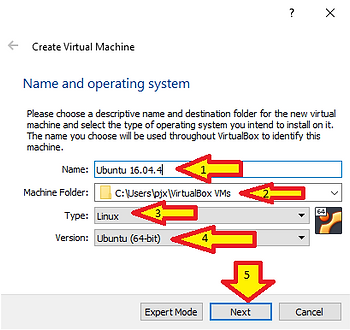 ?
Create Virtual Machine
Name and operating system
Please choose a descriptive name and destination folder for the new virtual
machine and select the type of operating system you intend to install on it.
The name you choose will be used throughout VirtualBox to identify this
machine.
Name: Ubuntu 16.04.4 1
Machine Folder: C:\Users\pjx\VirtualBox VMs 2
Type: Linux 3 64
Version: Ubuntu (64-bit) 4
5
Expert Mode Next Cancel